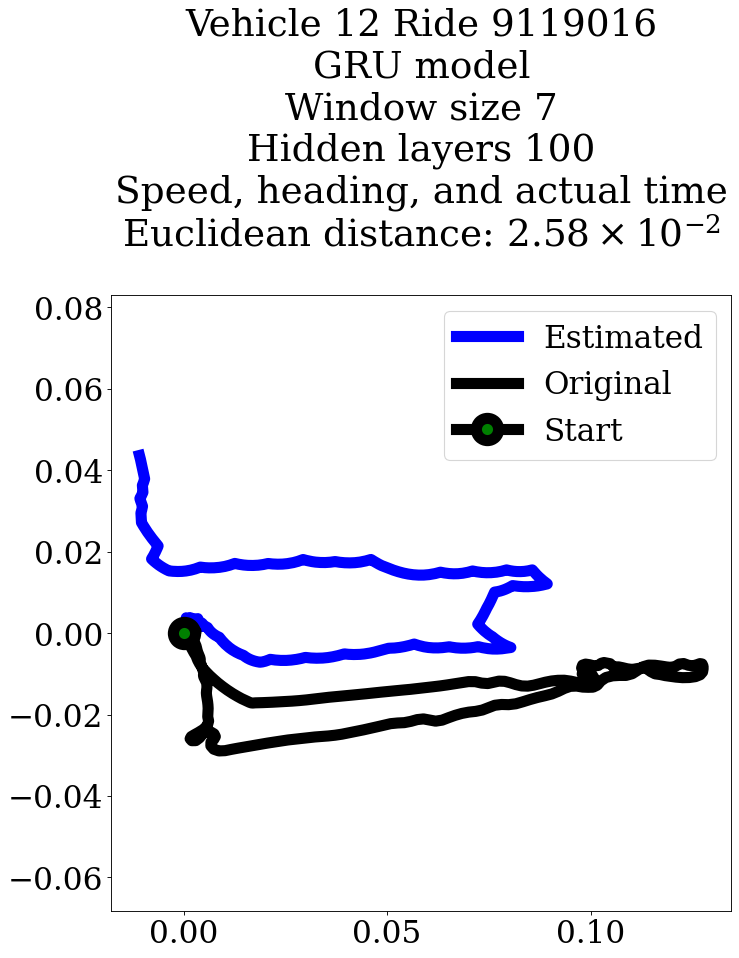 Vehicle 12 Ride 9119016
GRU model
Window size 7
Hidden layers 100
Speed, heading, and actual time
Euclidean distance: 2.58 × 10⁻²
Estimated
Original
Start
0.08
0.06
0.04
0.02
0.00
−0.02
−0.04
−0.06
0.00 0.05 0.10